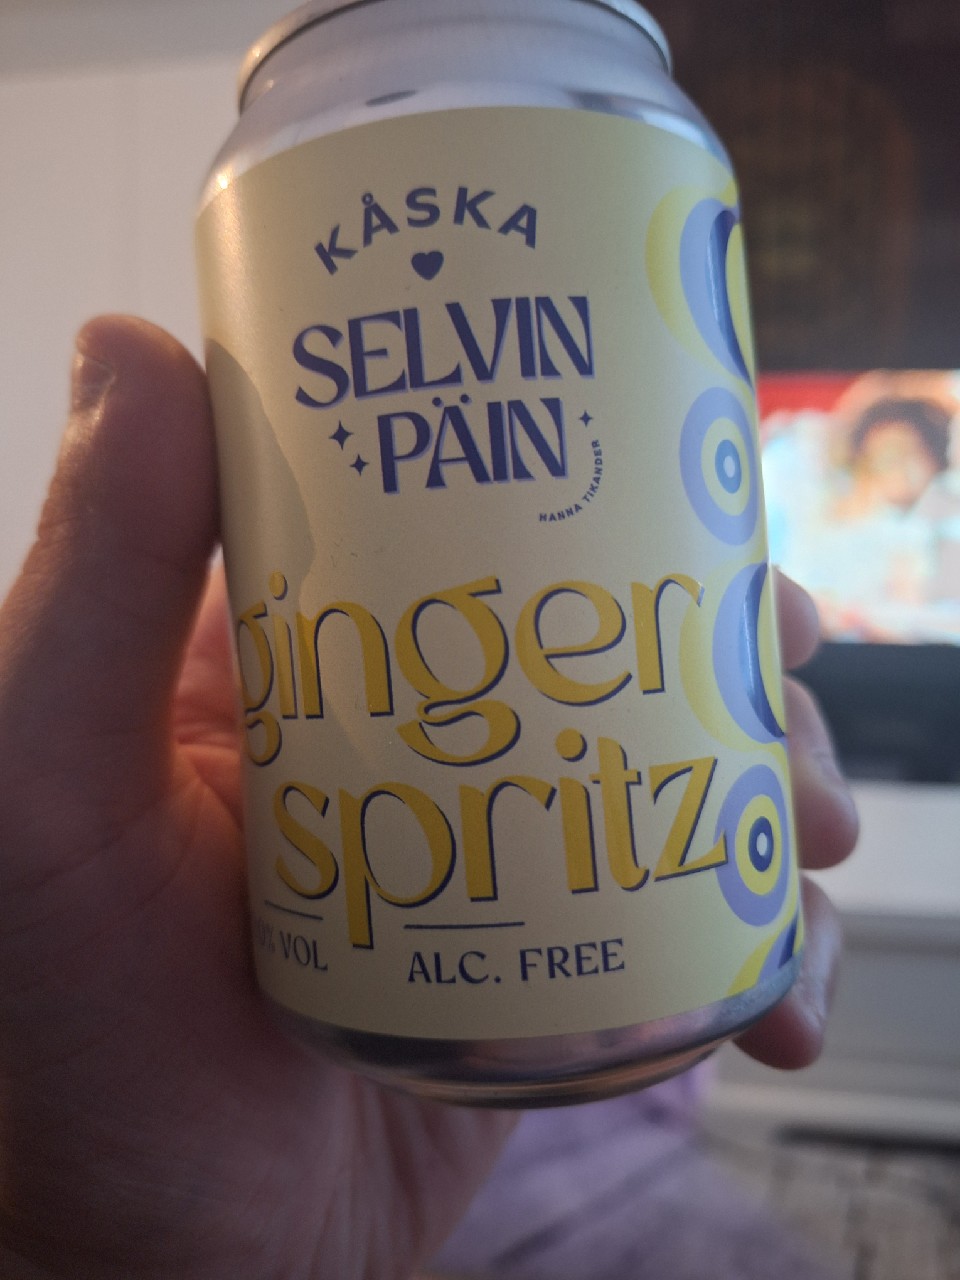 KÅSKA
SELVIN
PÄIN
HANNA TIKANDER
ginger
spritz
VOL
ALC. FREE